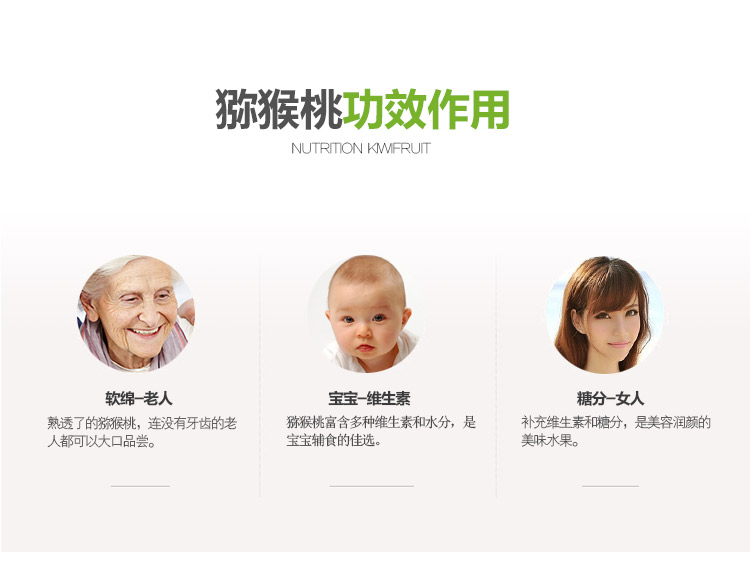 猕猴桃功效作用
NUTRITION KIWIFRUIT
软绵-老人
熟透了的猕猴桃，连没有牙齿的老
人都可以大口品尝。
宝宝-维生素
猕猴桃富含多种维生素和水分，是
宝宝辅食的佳选。
糖分-女人
补充维生素和糖分，是美容润颜的
美味水果。